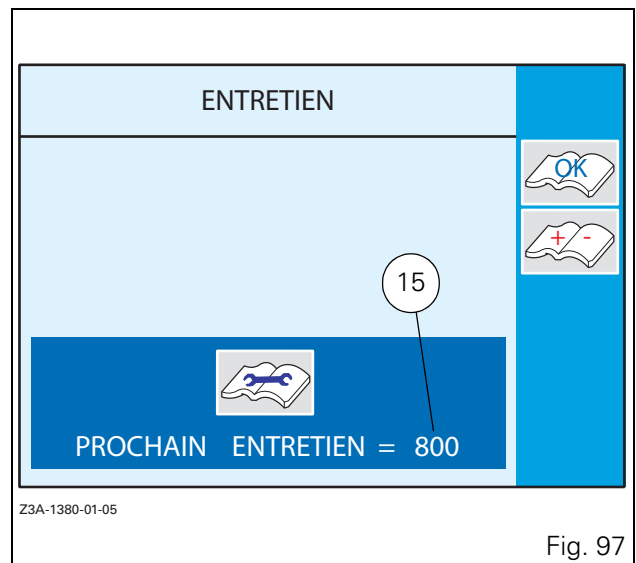 ENTRETIEN
OK
+ -
15
PROCHAIN ENTRETIEN = 800
Z3A-1380-01-05
Fig. 97